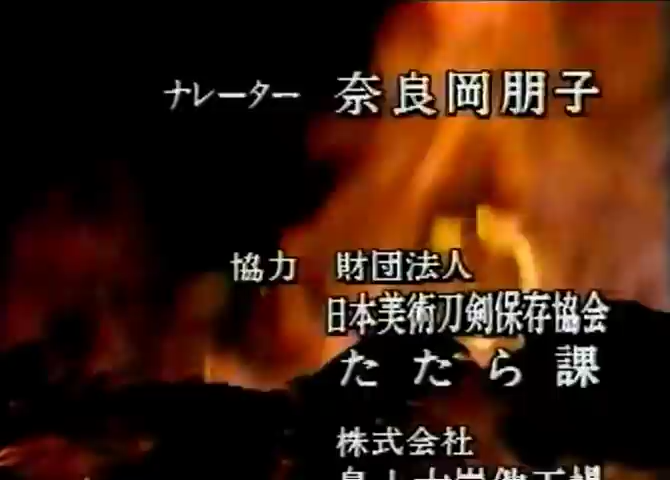 ナレーター 奈良岡朋子
協力 財団法人
日本美術刀剣保存協会
たたら課
株式会社